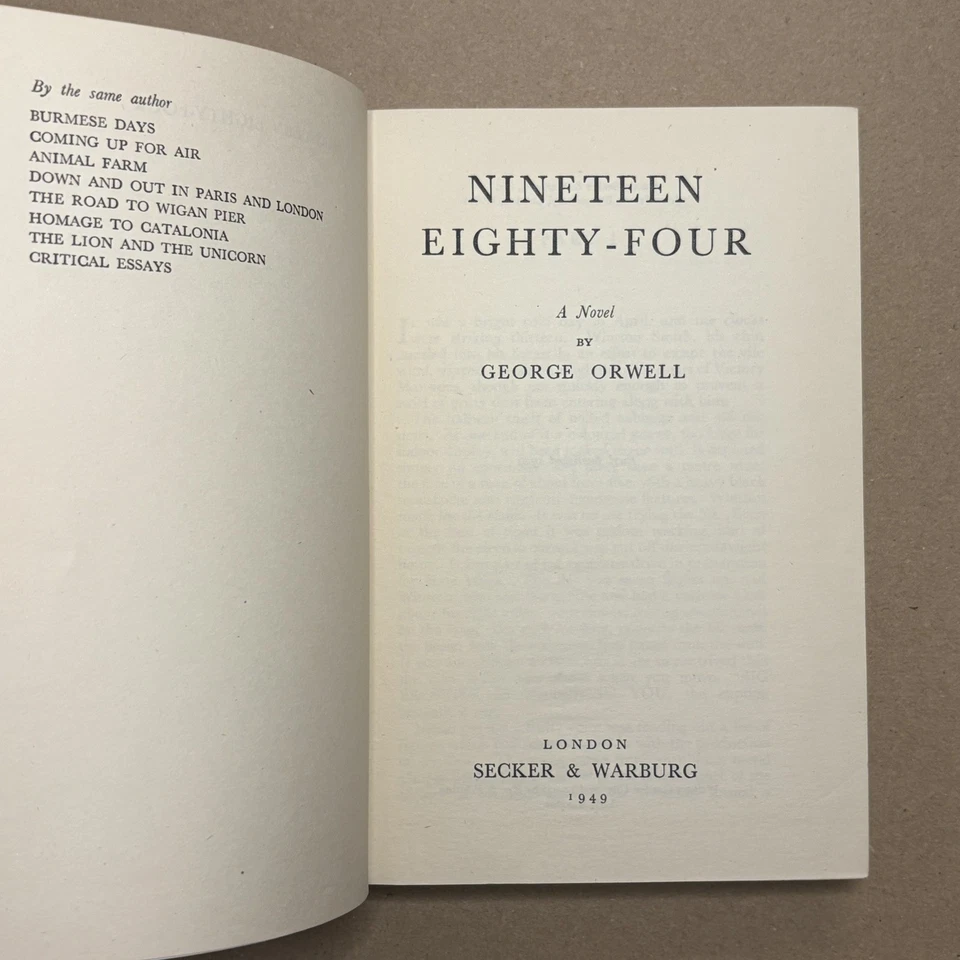 By the same author
BURMESE DAYS
COMING UP FOR AIR
ANIMAL FARM
DOWN AND OUT IN PARIS AND LONDON
THE ROAD TO WIGAN PIER
HOMAGE TO CATALONIA
THE LION AND THE UNICORN
CRITICAL ESSAYS
NINETEEN
EIGHTY-FOUR
A Novel
BY
GEORGE ORWELL
LONDON
SECKER & WARBURG
1949